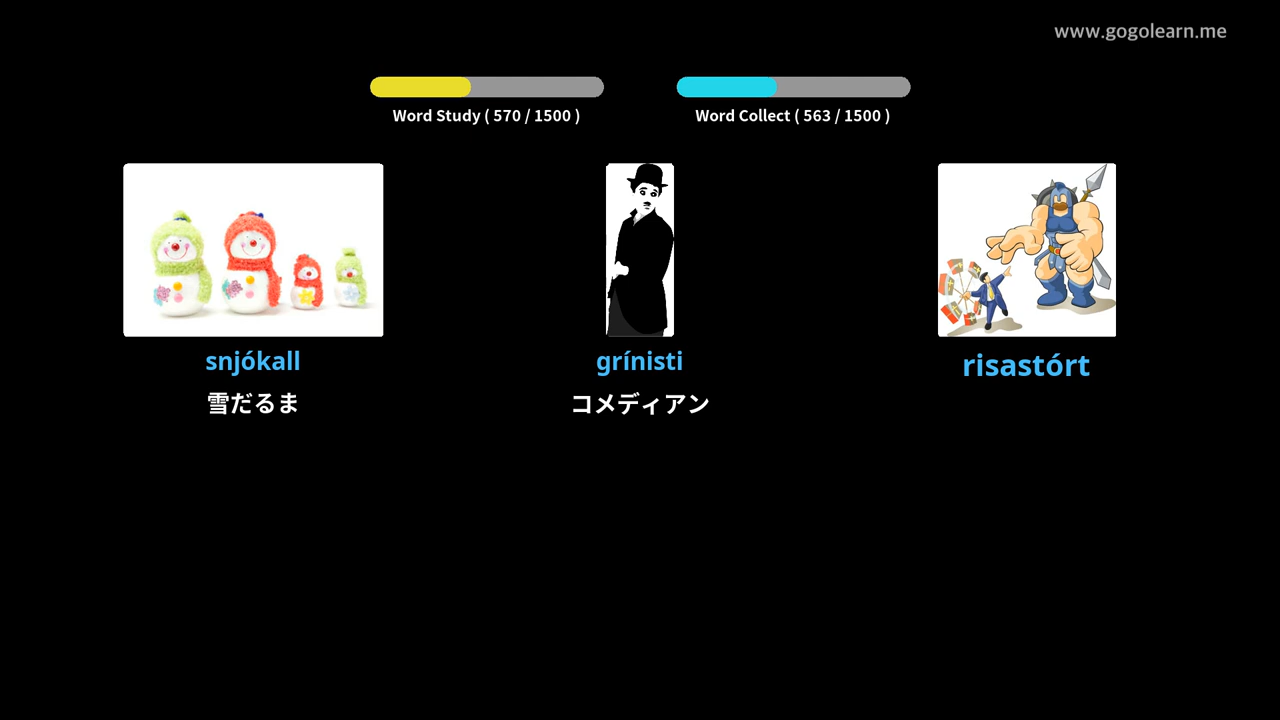 www.gogolearn.me
Word Study ( 570 / 1500 )
Word Collect ( 563 / 1500 )
snjókall
雪だるま
grínisti
コメディアン
risastórt